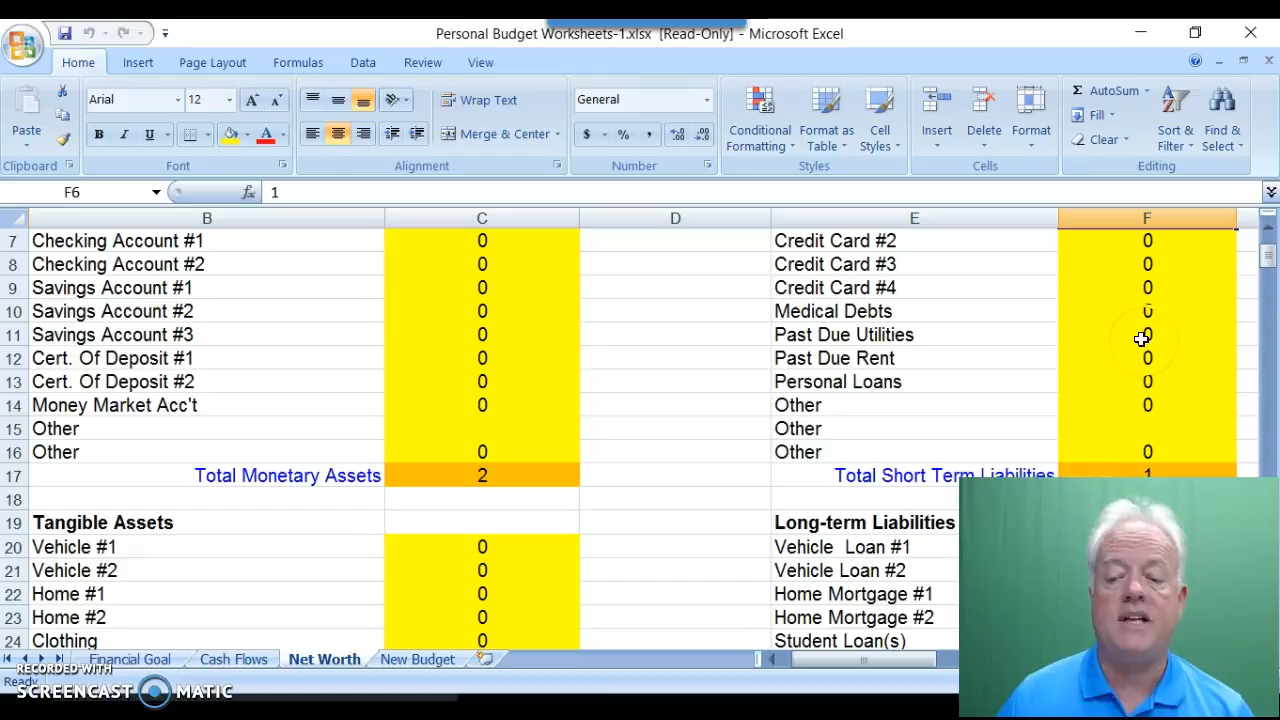 Personal Budget Worksheets-1.xlsx [Read-Only] - Microsoft Excel
Home Insert Page Layout Formulas Data Review View
Paste
Clipboard
Arial 12
B I U A
Font
Wrap Text
Merge & Center
Alignment
General
$ % ,
Number
Conditional Formatting
Format as Table
Cell Styles
Styles
Insert Delete Format
Cells
Σ AutoSum
Fill
Clear
Sort & Filter
Find & Select
Editing
F6 fx 1
B C D E F
7 Checking Account #1 0 Credit Card #2 0
8 Checking Account #2 0 Credit Card #3 0
9 Savings Account #1 0 Credit Card #4 0
10 Savings Account #2 0 Medical Debts 0
11 Savings Account #3 0 Past Due Utilities 0
12 Cert. Of Deposit #1 0 Past Due Rent 0
13 Cert. Of Deposit #2 0 Personal Loans 0
14 Money Market Acc't 0 Other 0
15 Other Other
16 Other 0 Other 0
17 Total Monetary Assets 2 Total Short Term Liabilities 1
18
19 Tangible Assets Long-term Liabilities
20 Vehicle #1 0 Vehicle Loan #1
21 Vehicle #2 0 Vehicle Loan #2
22 Home #1 0 Home Mortgage #1
23 Home #2 0 Home Mortgage #2
24 Clothing 0 Student Loan(s)
Financial Goal Cash Flows Net Worth New Budget
Ready
RECORDED WITH
SCREENCAST MATIC